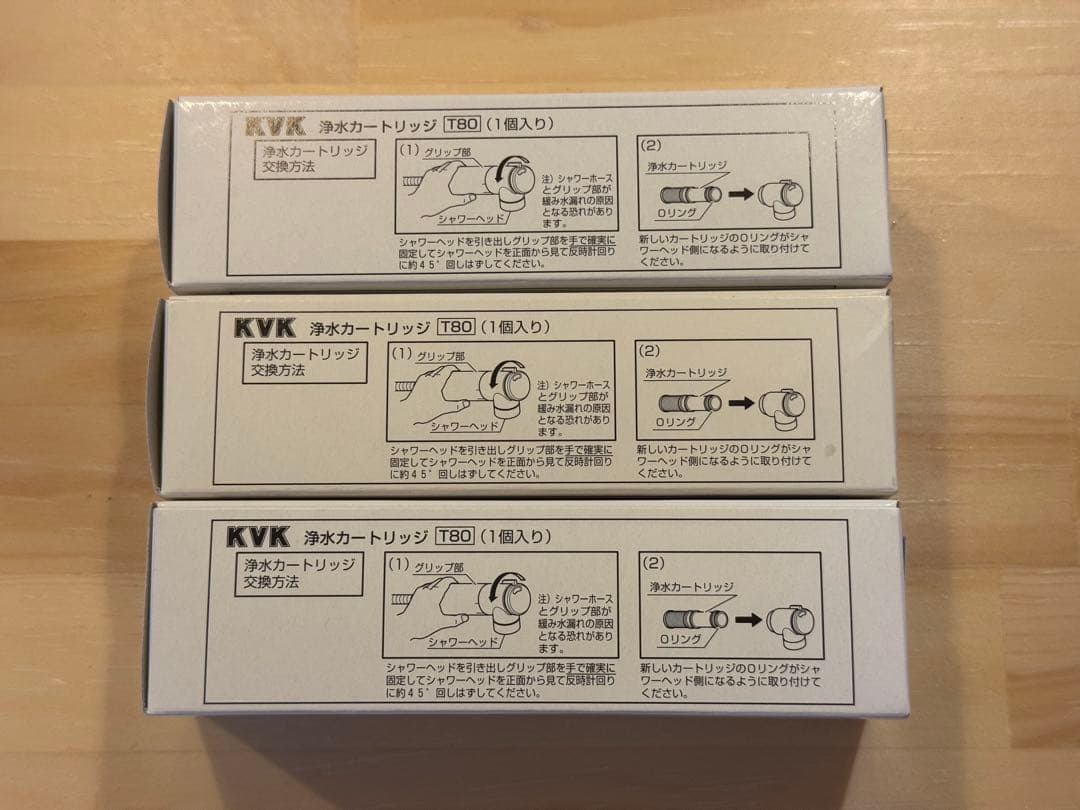 KVK 浄水カートリッジ T80 (1個入り)
浄水カートリッジ
交換方法
(1) グリップ部
シャワーヘッド
注) シャワーホース
とグリップ部が
緩み水漏れの原因
となる恐れがあり
ます。
シャワーヘッドを引き出しグリップ部を手で確実に
固定してシャワーヘッドを正面から見て反時計回り
に約45°回しはずしてください。
(2)
浄水カートリッジ
Oリング
新しいカートリッジのOリングがシャ
ワーヘッド側になるように取り付けて
ください。
KVK 浄水カートリッジ T80 (1個入り)
浄水カートリッジ
交換方法
(1) グリップ部
シャワーヘッド
注) シャワーホース
とグリップ部が
緩み水漏れの原因
となる恐れがあり
ます。
シャワーヘッドを引き出しグリップ部を手で確実に
固定してシャワーヘッドを正面から見て反時計回り
に約45°回しはずしてください。
(2)
浄水カートリッジ
Oリング
新しいカートリッジのOリングがシャ
ワーヘッド側になるように取り付けて
ください。
KVK 浄水カートリッジ T80 (1個入り)
浄水カートリッジ
交換方法
(1) グリップ部
シャワーヘッド
注) シャワーホース
とグリップ部が
緩み水漏れの原因
となる恐れがあり
ます。
シャワーヘッドを引き出しグリップ部を手で確実に
固定してシャワーヘッドを正面から見て反時計回り
に約45°回しはずしてください。
(2)
浄水カートリッジ
Oリング
新しいカートリッジのOリングがシャ
ワーヘッド側になるように取り付けて
ください。